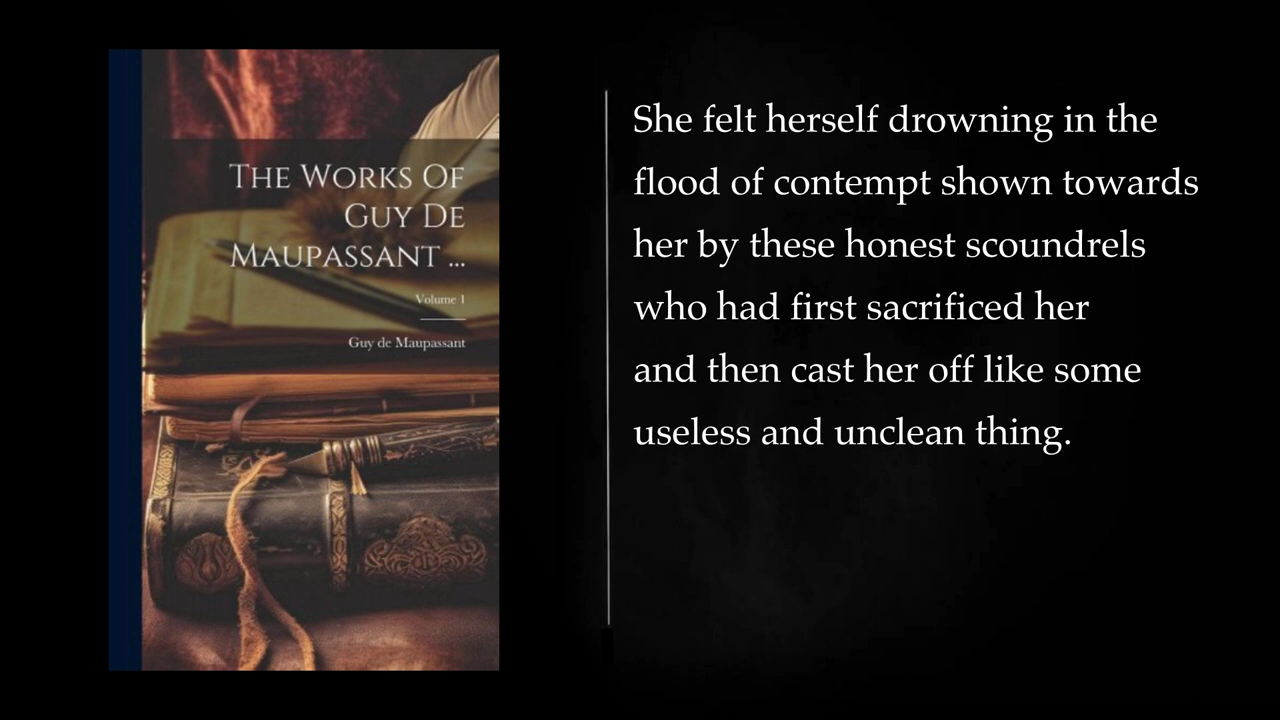 The Works Of
Guy De
Maupassant ...
Volume 1
Guy de Maupassant
She felt herself drowning in the
flood of contempt shown towards
her by these honest scoundrels
who had first sacrificed her
and then cast her off like some
useless and unclean thing.